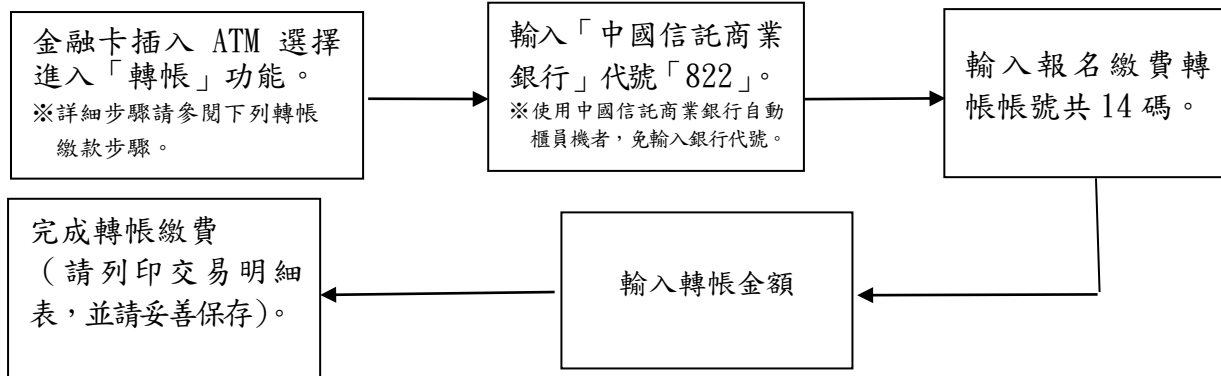 金融卡插入 ATM 選擇
進入「轉帳」功能。
※詳細步驟請參閱下列轉帳
繳款步驟。
輸入「中國信託商業
銀行」代號「822」。
※使用中國信託商業銀行自動
櫃員機者，免輸入銀行代號。
輸入報名繳費轉
帳帳號共 14 碼。
輸入轉帳金額
完成轉帳繳費
（請列印交易明細
表，並請妥善保存)。